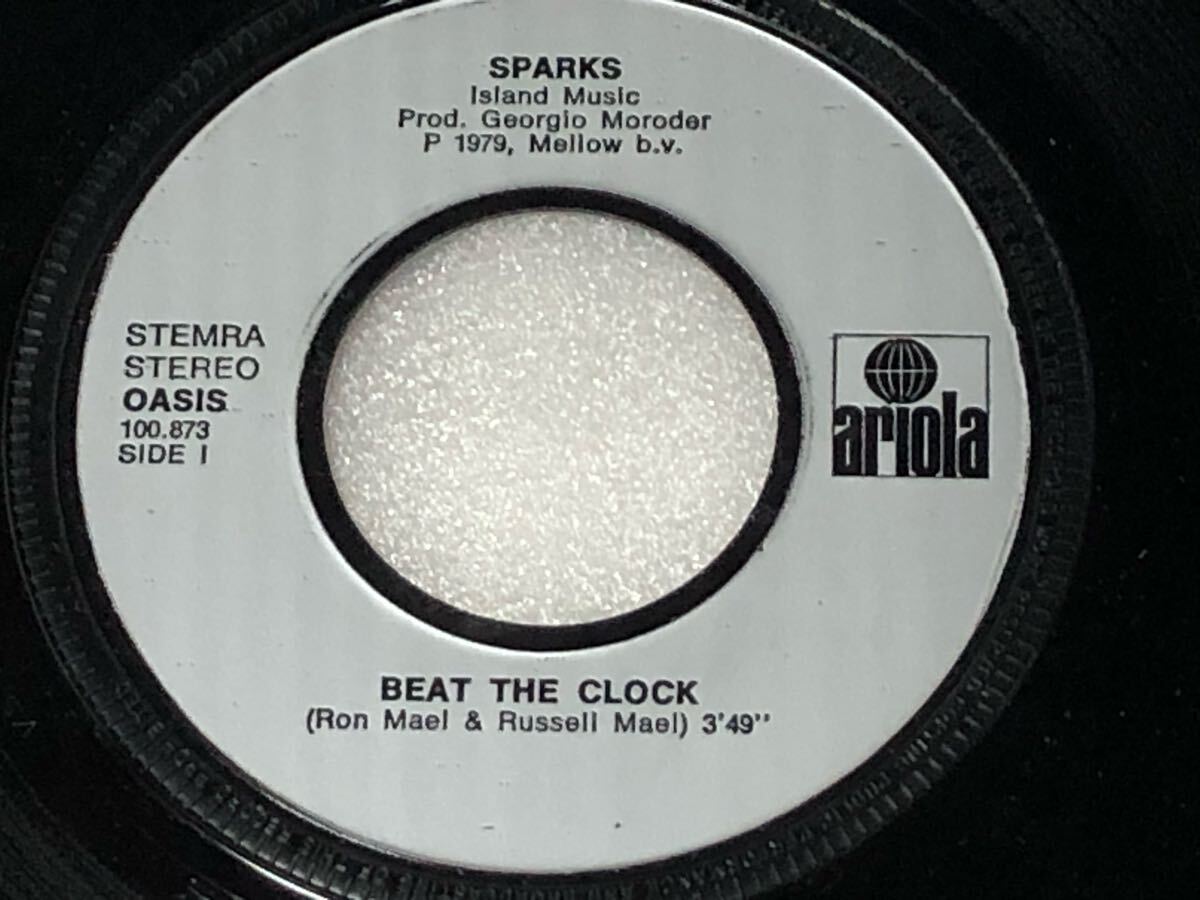 SPARKS
Island Music
Prod. Georgio Moroder
P 1979, Mellow b.v.
STEMRA
STEREO
OASIS
100.873
SIDE I
ariola
BEAT THE CLOCK
(Ron Mael & Russell Mael) 3'49''